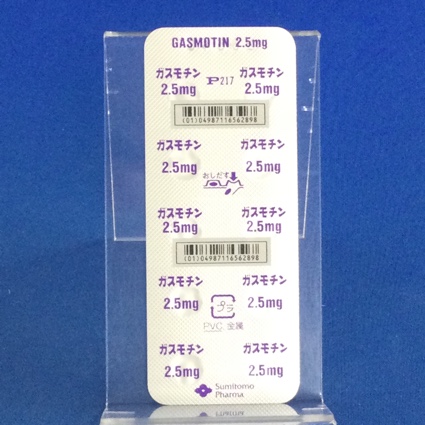 GASMOTIN 2.5mg
ガスモチン P217 ガスモチン
2.5mg 2.5mg
(01)04987116562898
ガスモチン ガスモチン
2.5mg おしだす 2.5mg
ガスモチン ガスモチン
2.5mg 2.5mg
(01)04987116562898
ガスモチン ガスモチン
2.5mg プラ 2.5mg
PVC 金属
ガスモチン ガスモチン
2.5mg 2.5mg
Sumitomo
Pharma